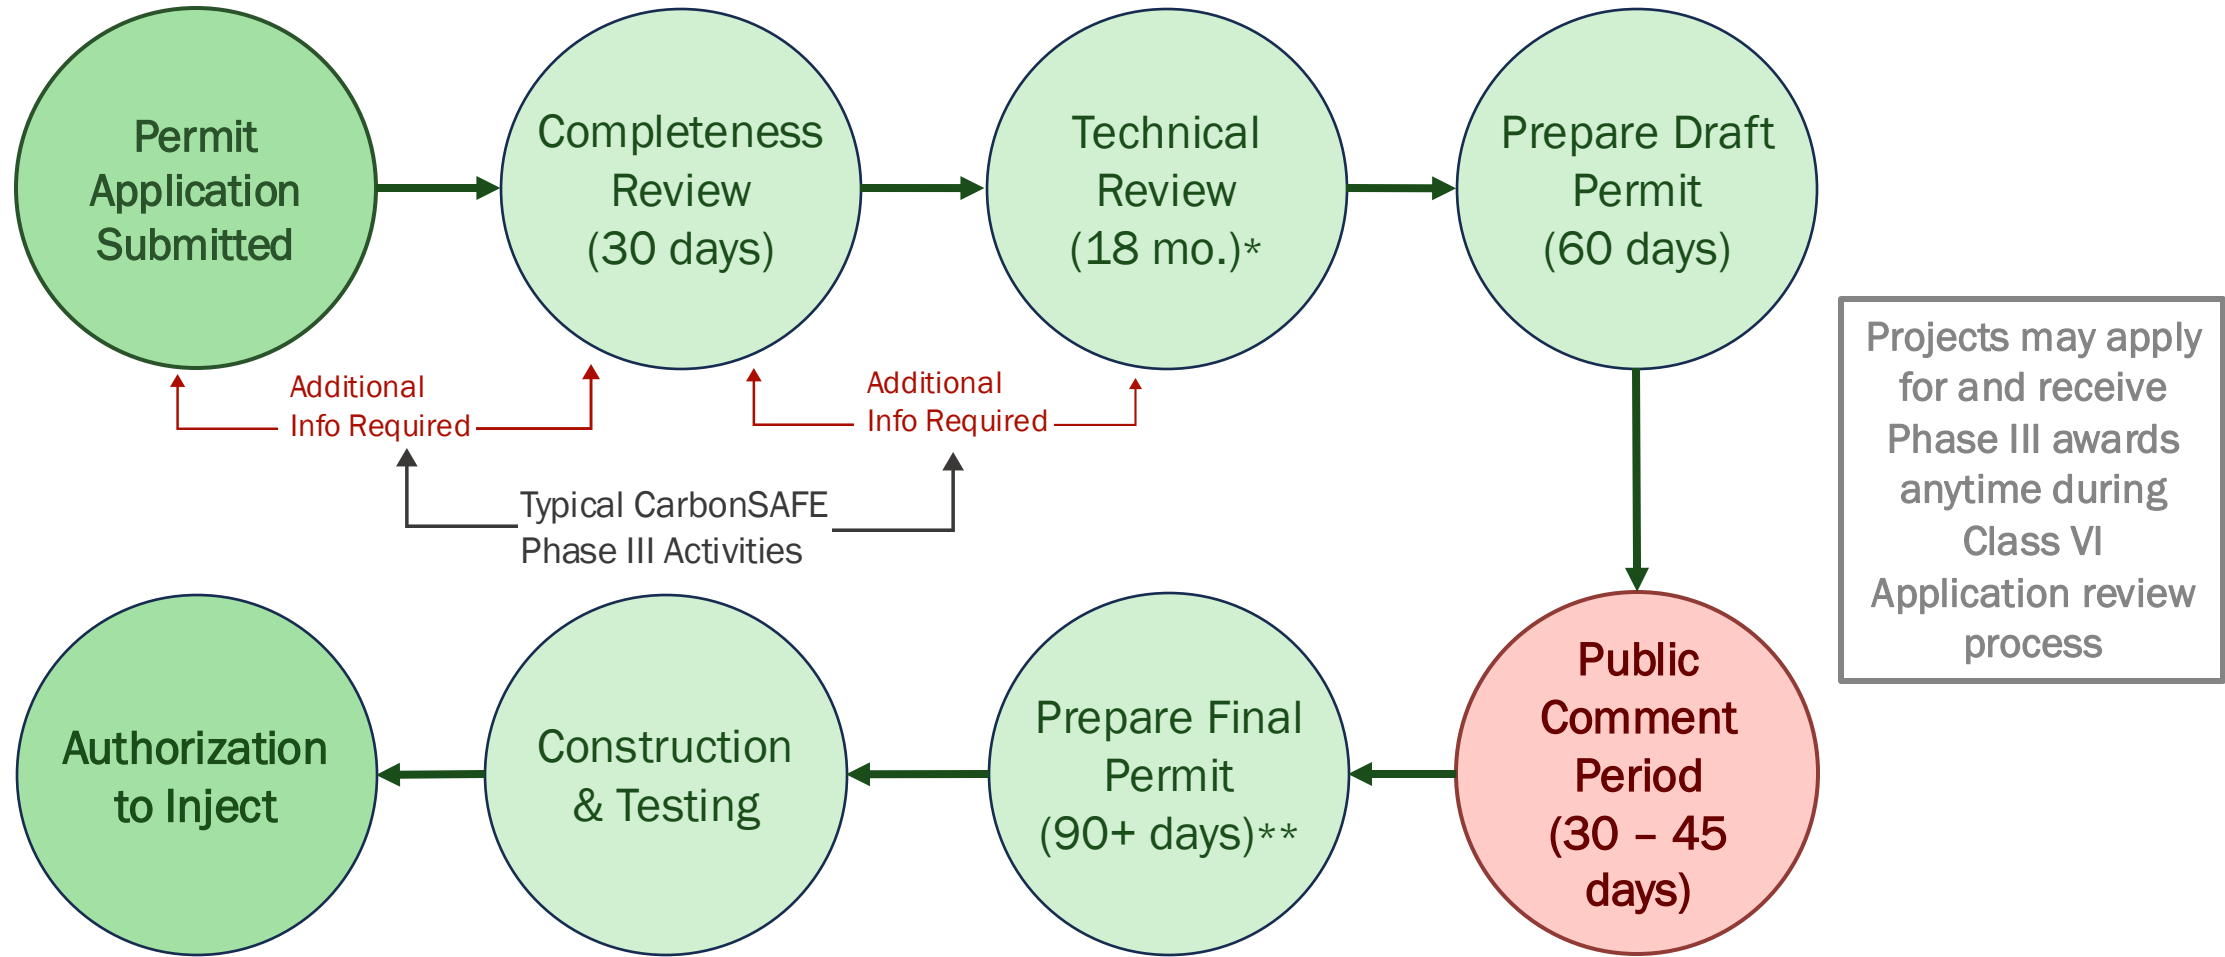 Permit
Application
Submitted
Completeness
Review
(30 days)
Technical
Review
(18 mo.)*
Prepare Draft
Permit
(60 days)
Additional
Info Required
Additional
Info Required
Typical CarbonSAFE
Phase III Activities
Projects may apply
for and receive
Phase III awards
anytime during
Class VI
Application review
process
Public
Comment
Period
(30 – 45
days)
Prepare Final
Permit
(90+ days)**
Construction
& Testing
Authorization
to Inject